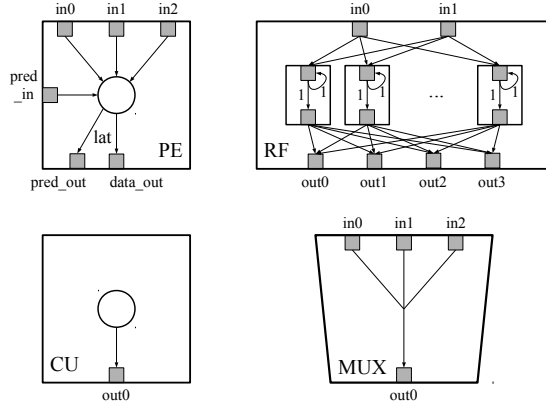 in0 in1 in2
pred
_in
lat
PE
pred_out data_out
in0 in1
1 1 1 1 ... 1 1
RF
out0 out1 out2 out3
CU
out0
in0 in1 in2
MUX
out0